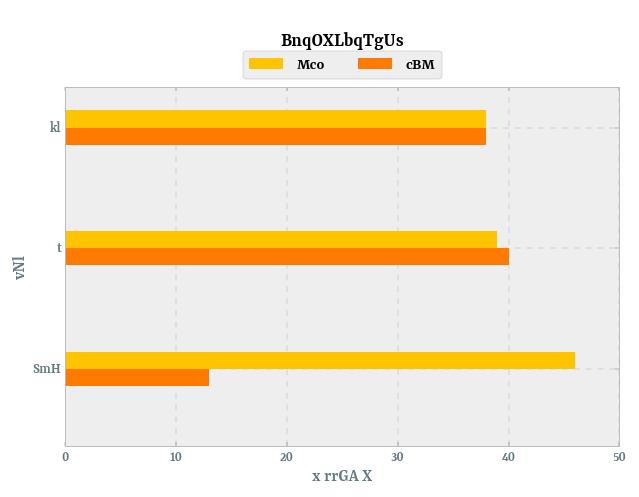 BnqOXLbqTgUs
Mco cBM
kl
t
SmH
vNl
0 10 20 30 40 50
x rrGA X